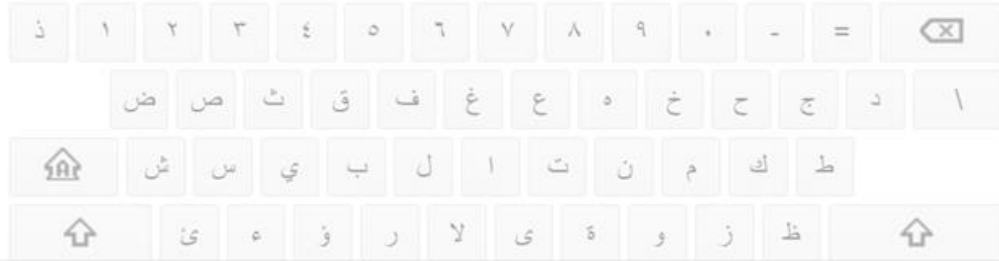 ذ ١ ٢ ٣ ٤ ٥ ٦ ٧ ٨ ٩ ٠ - =
ض ص ث ق ف غ ع ه خ ح ج د \
ش س ي ب ل ا ت ن م ك ط
ئ ء ؤ ر لا ى ة و ز ظ